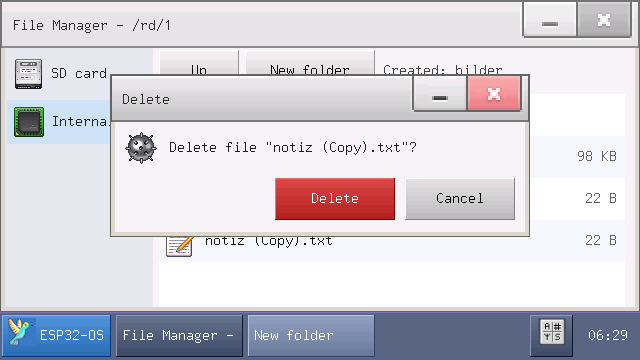 File Manager - /rd/1
SD card
Up
New folder
Created: bilder
Delete
Interna
Delete file "notiz (Copy).txt"?
98 KB
Delete
Cancel
22 B
notiz (Copy).txt
22 B
ESP32-OS
File Manager -
New folder
A#
TS
06:29